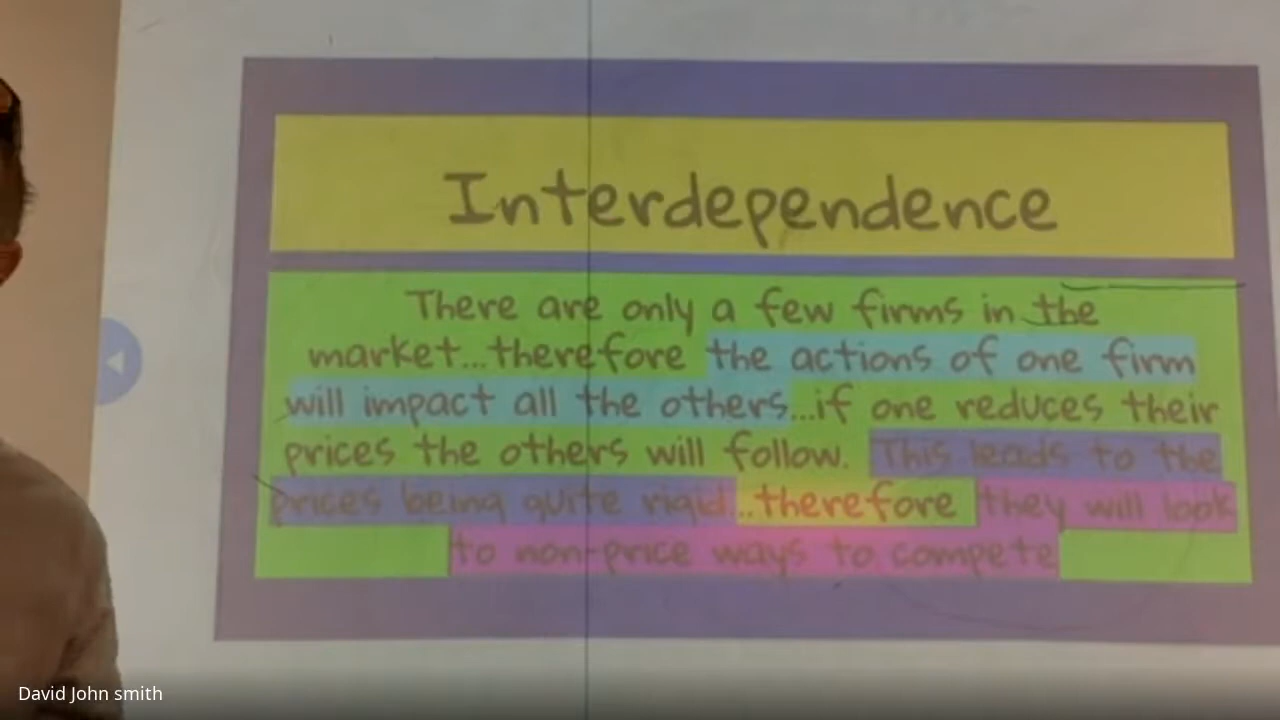 Interdependence
There are only a few firms in the
market...therefore the actions of one firm
will impact all the others...if one reduces their
prices the others will follow. This leads to the
prices being quite rigid...therefore they will look
to non-price ways to compete
David John smith